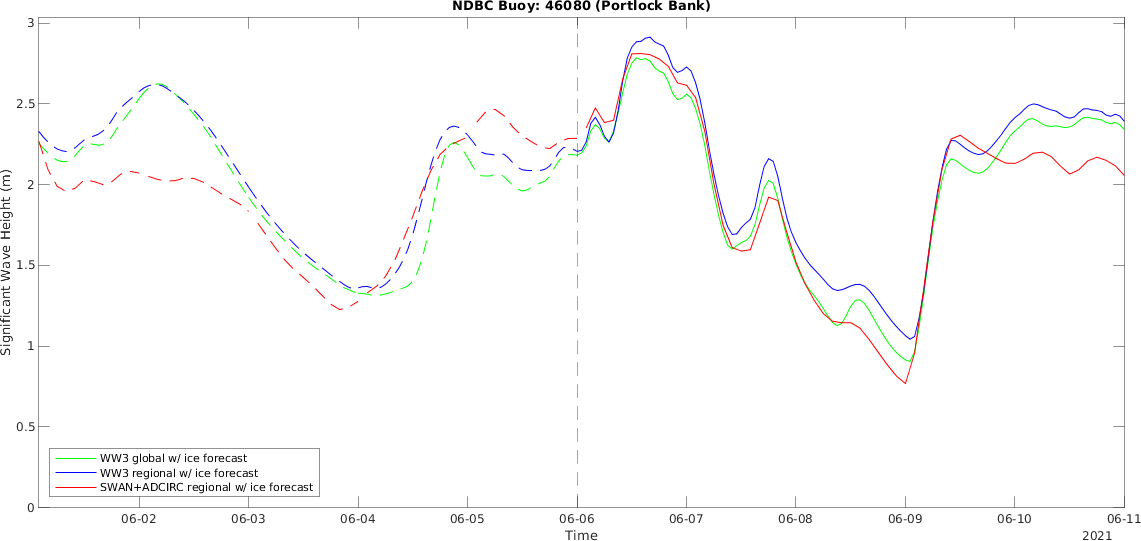 NDBC Buoy: 46080 (Portlock Bank)
3
2.5
2
1.5
1
0.5
0
Significant Wave Height (m)
WW3 global w/ ice forecast
WW3 regional w/ ice forecast
SWAN+ADCIRC regional w/ ice forecast
06-02 06-03 06-04 06-05 06-06 06-07 06-08 06-09 06-10 06-11
Time
2021